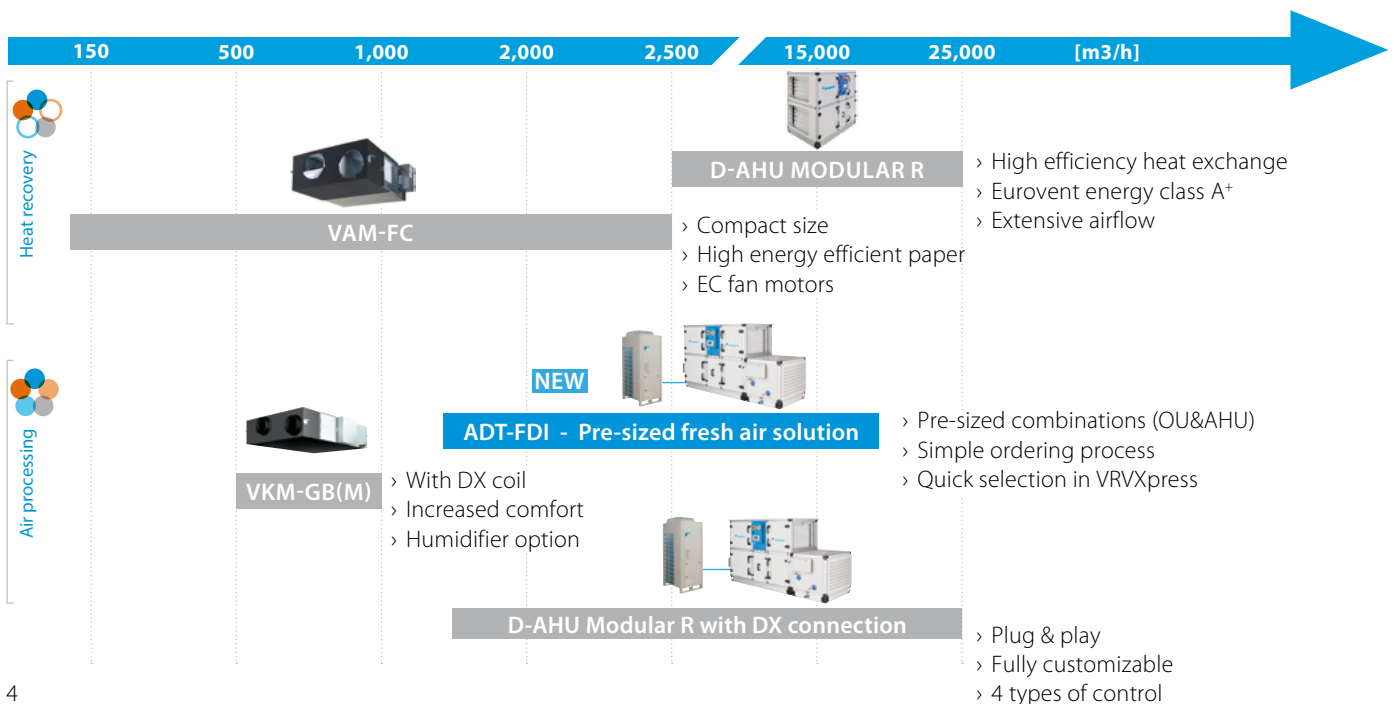 150 500 1,000 2,000 2,500 15,000 25,000 [m3/h]
Heat recovery
D-AHU MODULAR R
› High efficiency heat exchange
› Eurovent energy class A⁺
› Extensive airflow
VAM-FC
› Compact size
› High energy efficient paper
› EC fan motors
Air processing
NEW
ADT-FDI - Pre-sized fresh air solution
› Pre-sized combinations (OU&AHU)
› Simple ordering process
› Quick selection in VRVXpress
VKM-GB(M)
› With DX coil
› Increased comfort
› Humidifier option
D-AHU Modular R with DX connection
› Plug & play
› Fully customizable
› 4 types of control
4